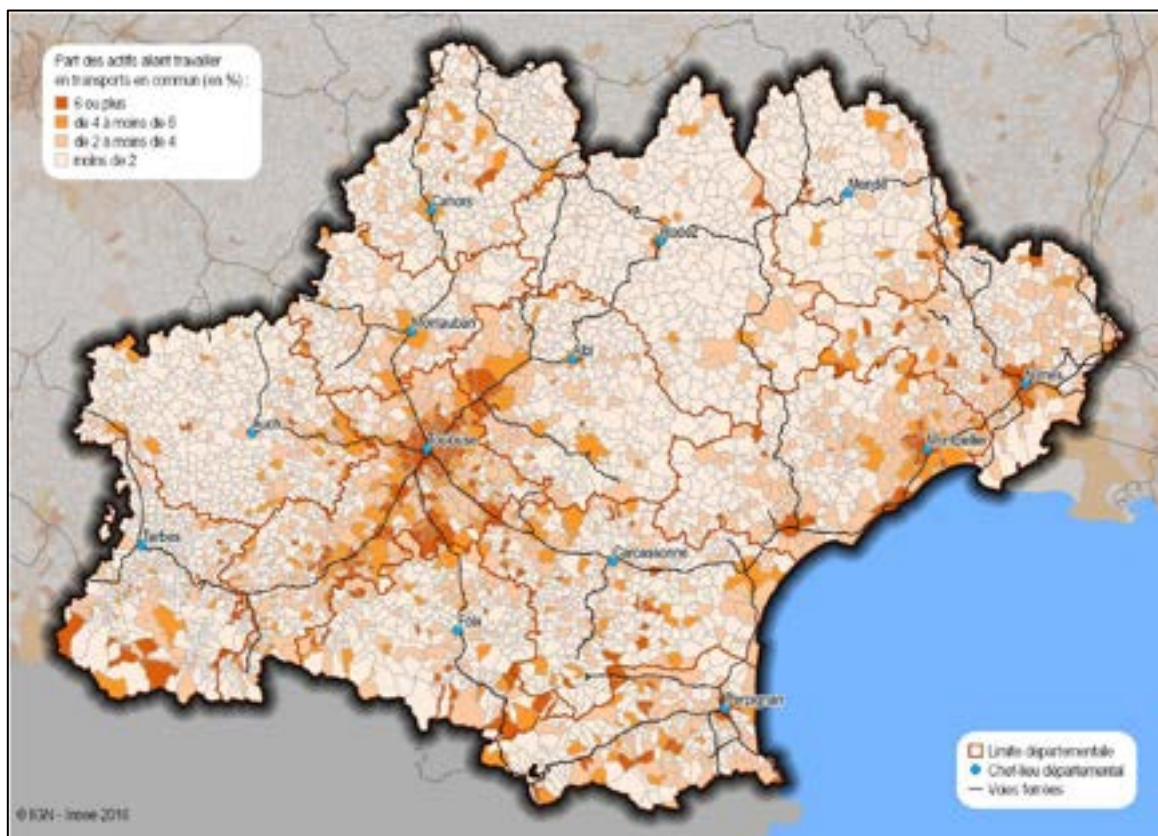 Part des actifs allant travailler
en transports en commun (en %) :
6 ou plus
de 4 à moins de 6
de 2 à moins de 4
moins de 2
Mende
Cahors
Rodez
Montauban
Albi
Nîmes
Auch
Toulouse
Montpellier
Tarbes
Carcassonne
Foix
Perpignan
Limite départementale
Chef-lieu départemental
Voies ferrées
© IGN - Insee 2016